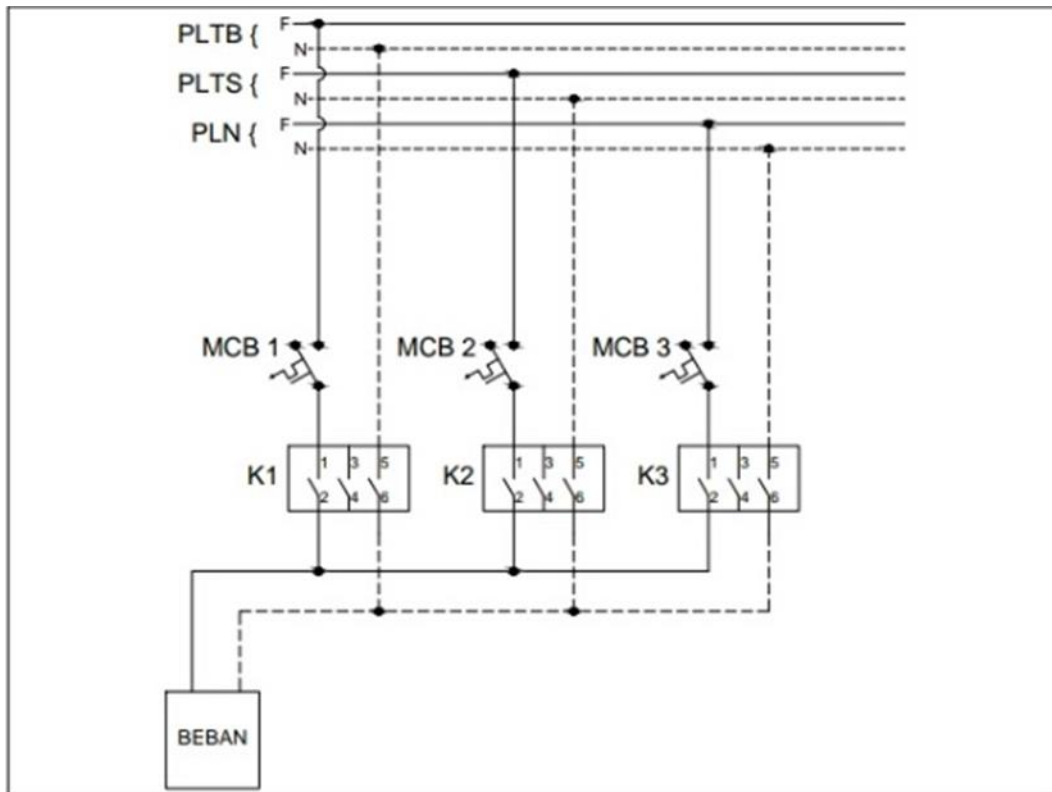 PLTB { F
N
PLTS { F
N
PLN { F
N
MCB 1 MCB 2 MCB 3
K1 1 3 5 K2 1 3 5 K3 1 3 5
2 4 6 2 4 6 2 4 6
BEBAN